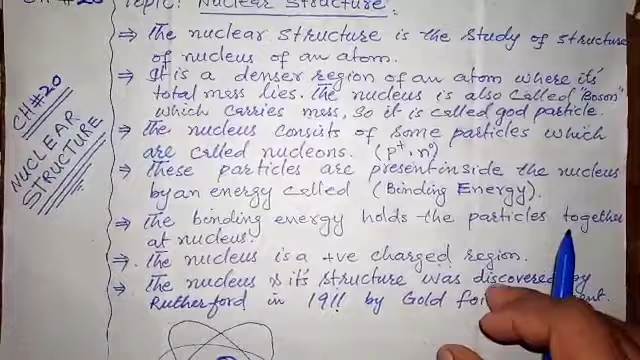 CH # 20 Topic: Nuclear Structure:
⇒ The nuclear structure is the study of structure
of nucleus of an atom.
⇒ It is a denser region of an atom where its'
total mass lies. The nucleus is also called "Boson"
which carries mass, so it is called god particle.
⇒ The nucleus consists of some particles which
are called nucleons. (p⁺, n⁰)
⇒ These particles are present inside the nucleus
by an energy called (Binding Energy).
⇒ The binding energy holds the particles together
at nucleus.
⇒ The nucleus is a +ve charged region.
⇒ The nucleus & its structure was discovered by
Rutherford in 1911 by Gold
CH # 20
NUCLEAR
STRUCTURE